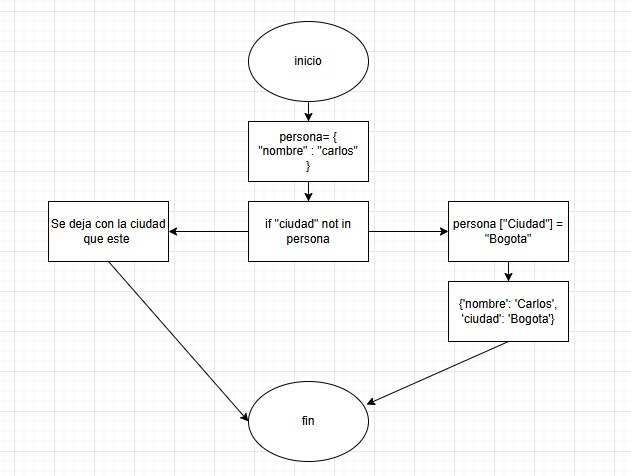 inicio
persona= {
"nombre" : "carlos"
}
Se deja con la ciudad
que este
if "ciudad" not in
persona
persona ["Ciudad"] =
"Bogota"
{'nombre': 'Carlos',
'ciudad': 'Bogota'}
fin